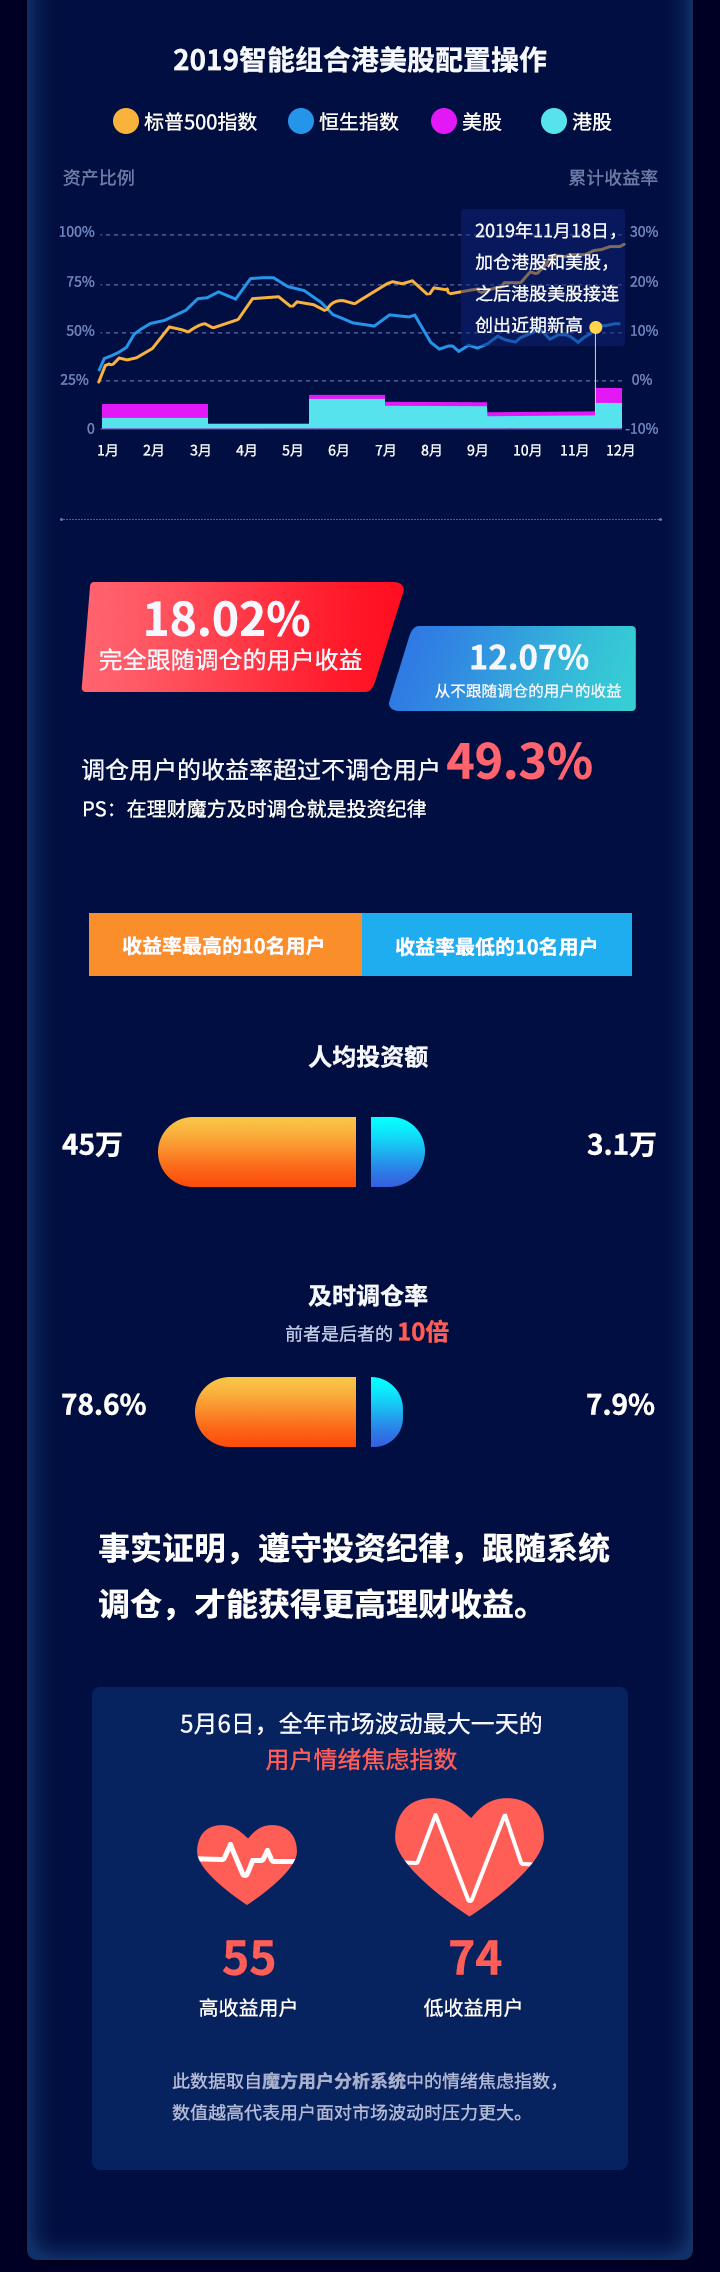 2019智能组合港美股配置操作
标普500指数 恒生指数 美股 港股
资产比例 累计收益率
100% 30%
75% 20%
50% 10%
25% 0%
0 -10%
2019年11月18日，
加仓港股和美股，
之后港股美股接连
创出近期新高
1月 2月 3月 4月 5月 6月 7月 8月 9月 10月 11月 12月
18.02%
完全跟随调仓的用户收益
12.07%
从不跟随调仓的用户的收益
调仓用户的收益率超过不调仓用户 49.3%
PS：在理财魔方及时调仓就是投资纪律
收益率最高的10名用户 收益率最低的10名用户
人均投资额
45万 3.1万
及时调仓率
前者是后者的 10倍
78.6% 7.9%
事实证明，遵守投资纪律，跟随系统
调仓，才能获得更高理财收益。
5月6日，全年市场波动最大一天的
用户情绪焦虑指数
55 74
高收益用户 低收益用户
此数据取自魔方用户分析系统中的情绪焦虑指数，
数值越高代表用户面对市场波动时压力更大。